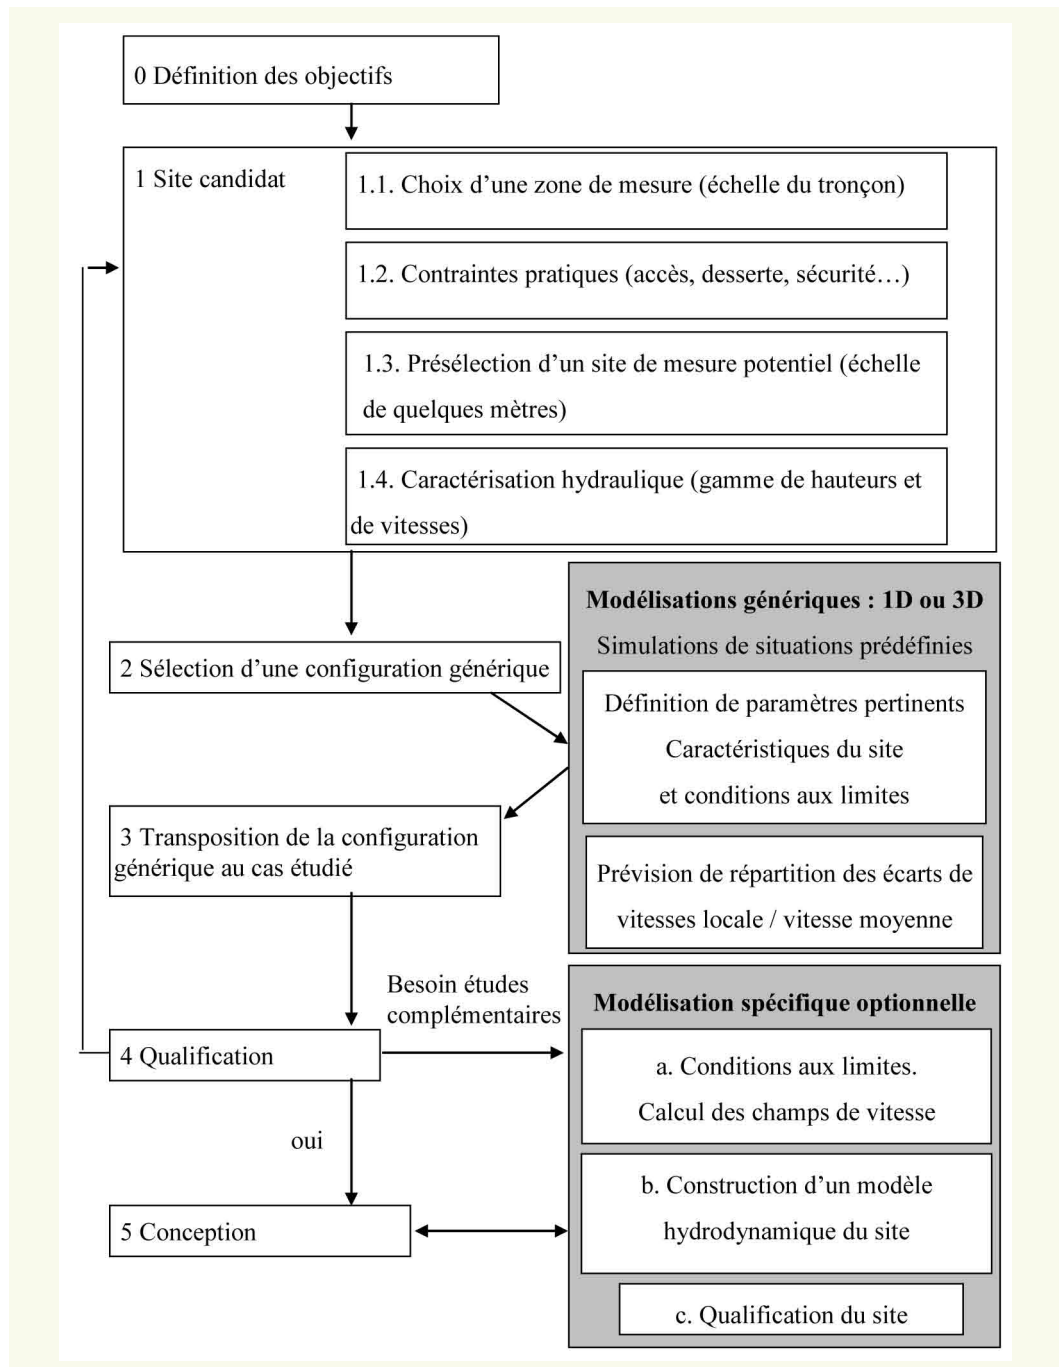 0 Définition des objectifs
1 Site candidat
1.1. Choix d’une zone de mesure (échelle du tronçon)
1.2. Contraintes pratiques (accès, desserte, sécurité…)
1.3. Présélection d’un site de mesure potentiel (échelle
de quelques mètres)
1.4. Caractérisation hydraulique (gamme de hauteurs et
de vitesses)
2 Sélection d’une configuration générique
Modélisations génériques : 1D ou 3D
Simulations de situations prédéfinies
Définition de paramètres pertinents
Caractéristiques du site
et conditions aux limites
Prévision de répartition des écarts de
vitesses locale / vitesse moyenne
3 Transposition de la configuration
générique au cas étudié
Besoin études
complémentaires
4 Qualification
oui
5 Conception
Modélisation spécifique optionnelle
a. Conditions aux limites.
Calcul des champs de vitesse
b. Construction d’un modèle
hydrodynamique du site
c. Qualification du site